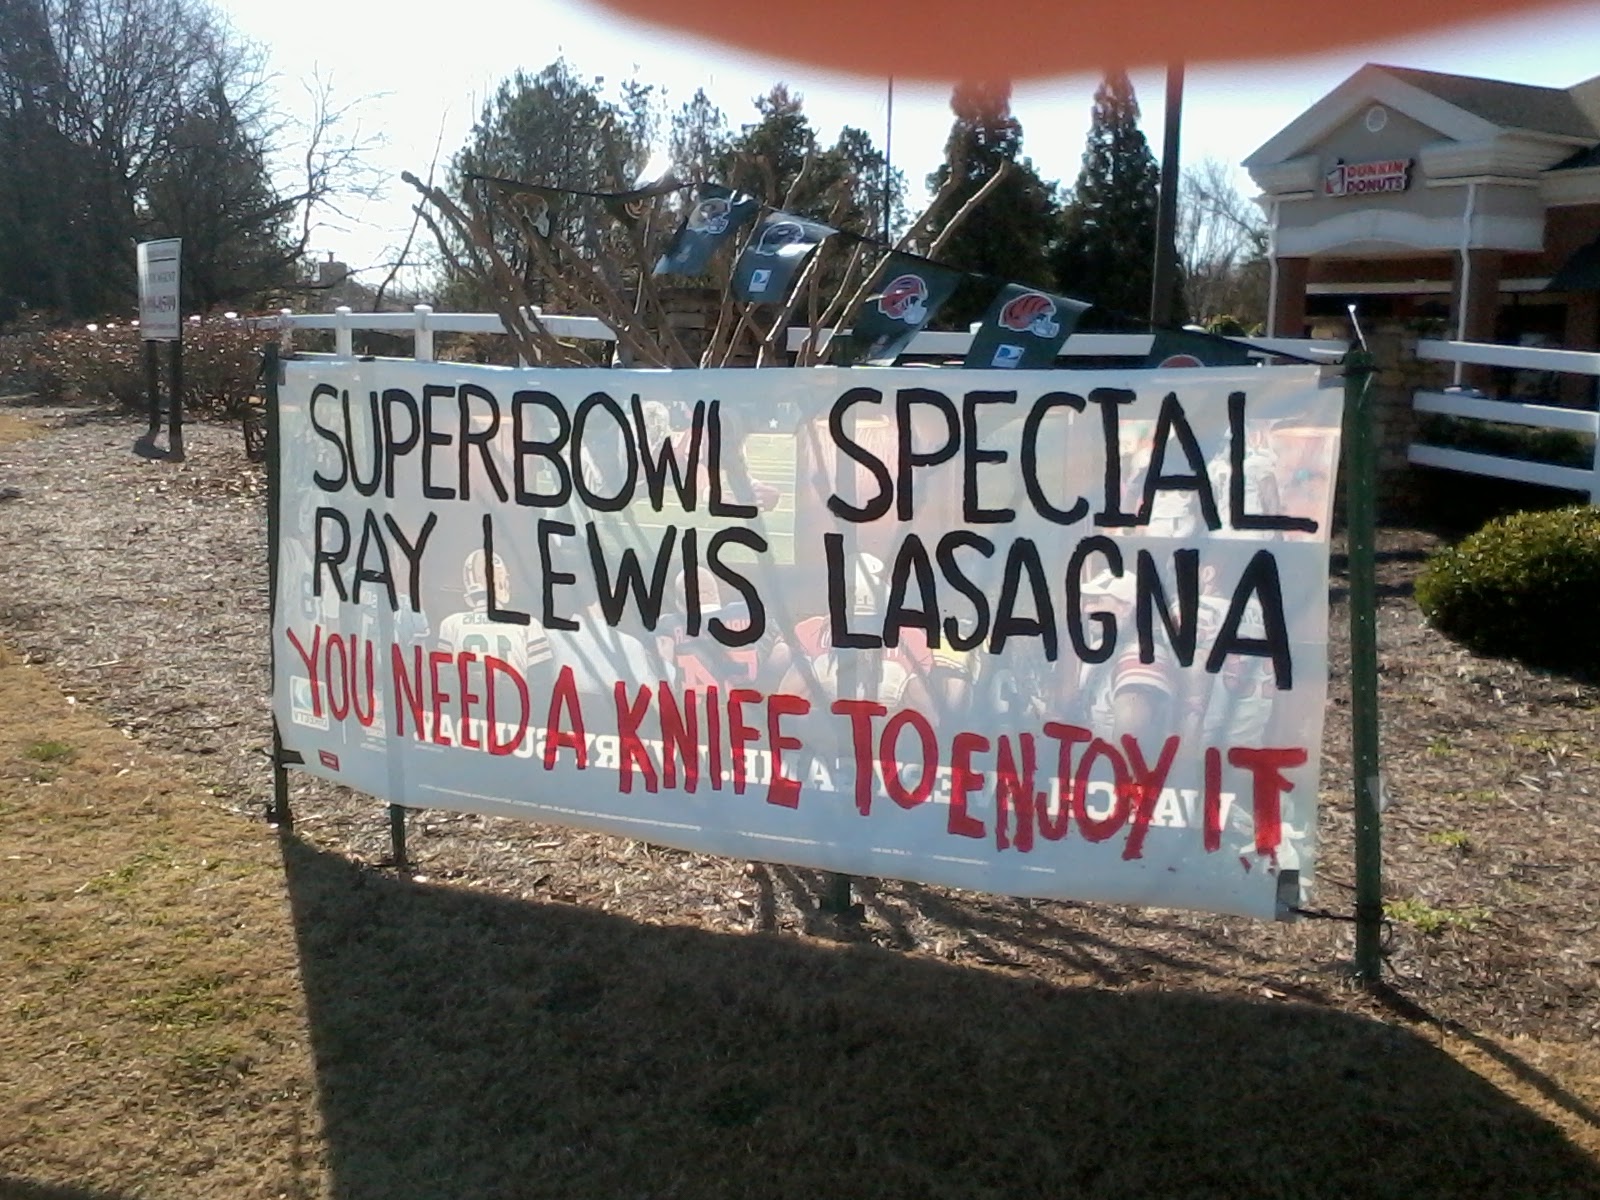 SUPERBOWL SPECIAL
RAY LEWIS LASAGNA
YOU NEED A KNIFE TO ENJOY IT
DUNKIN'
DONUTS